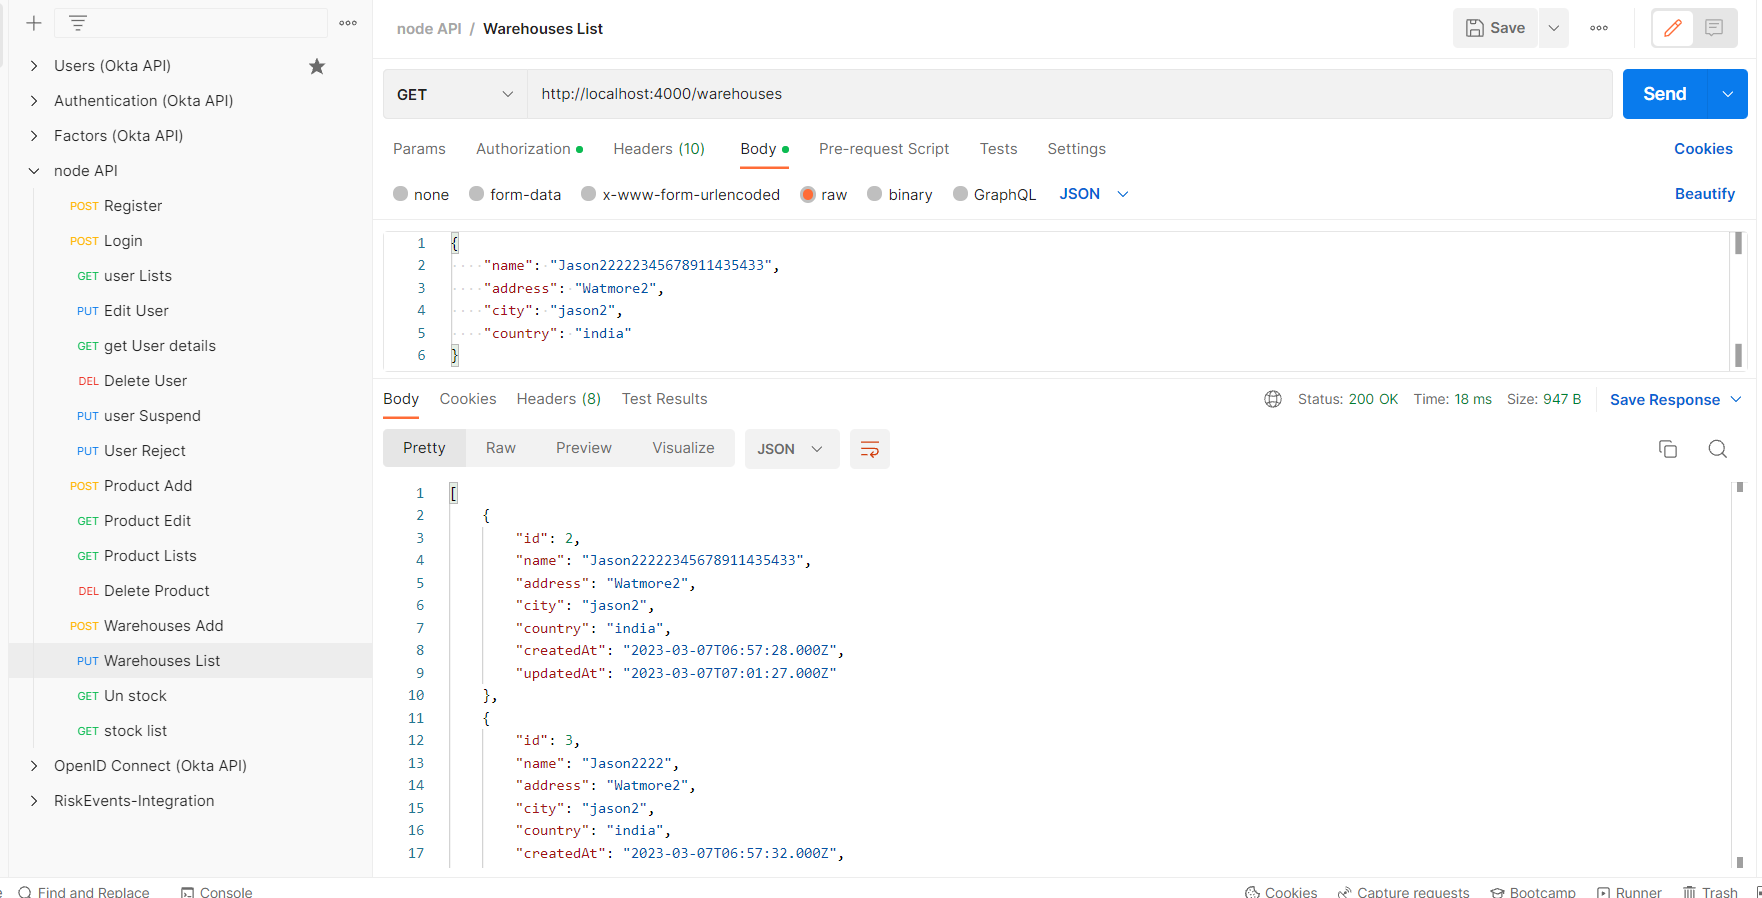 Users (Okta API)
Authentication (Okta API)
Factors (Okta API)
node API
POST Register
POST Login
GET user Lists
PUT Edit User
GET get User details
DEL Delete User
PUT user Suspend
PUT User Reject
POST Product Add
GET Product Edit
GET Product Lists
DEL Delete Product
POST Warehouses Add
PUT Warehouses List
GET Un stock
GET stock list
OpenID Connect (Okta API)
RiskEvents-Integration
node API / Warehouses List
Save
GET http://localhost:4000/warehouses Send
Params Authorization Headers (10) Body Pre-request Script Tests Settings Cookies
none form-data x-www-form-urlencoded raw binary GraphQL JSON Beautify
1 {
2 "name": "Jason22222345678911435433",
3 "address": "Watmore2",
4 "city": "jason2",
5 "country": "india"
6 }
Body Cookies Headers (8) Test Results Status: 200 OK Time: 18 ms Size: 947 B Save Response
Pretty Raw Preview Visualize JSON
1 [
2 {
3 "id": 2,
4 "name": "Jason22222345678911435433",
5 "address": "Watmore2",
6 "city": "jason2",
7 "country": "india",
8 "createdAt": "2023-03-07T06:57:28.000Z",
9 "updatedAt": "2023-03-07T07:01:27.000Z"
10 },
11 {
12 "id": 3,
13 "name": "Jason2222",
14 "address": "Watmore2",
15 "city": "jason2",
16 "country": "india",
17 "createdAt": "2023-03-07T06:57:32.000Z",
Find and Replace Console Cookies Capture requests Bootcamp Runner Trash